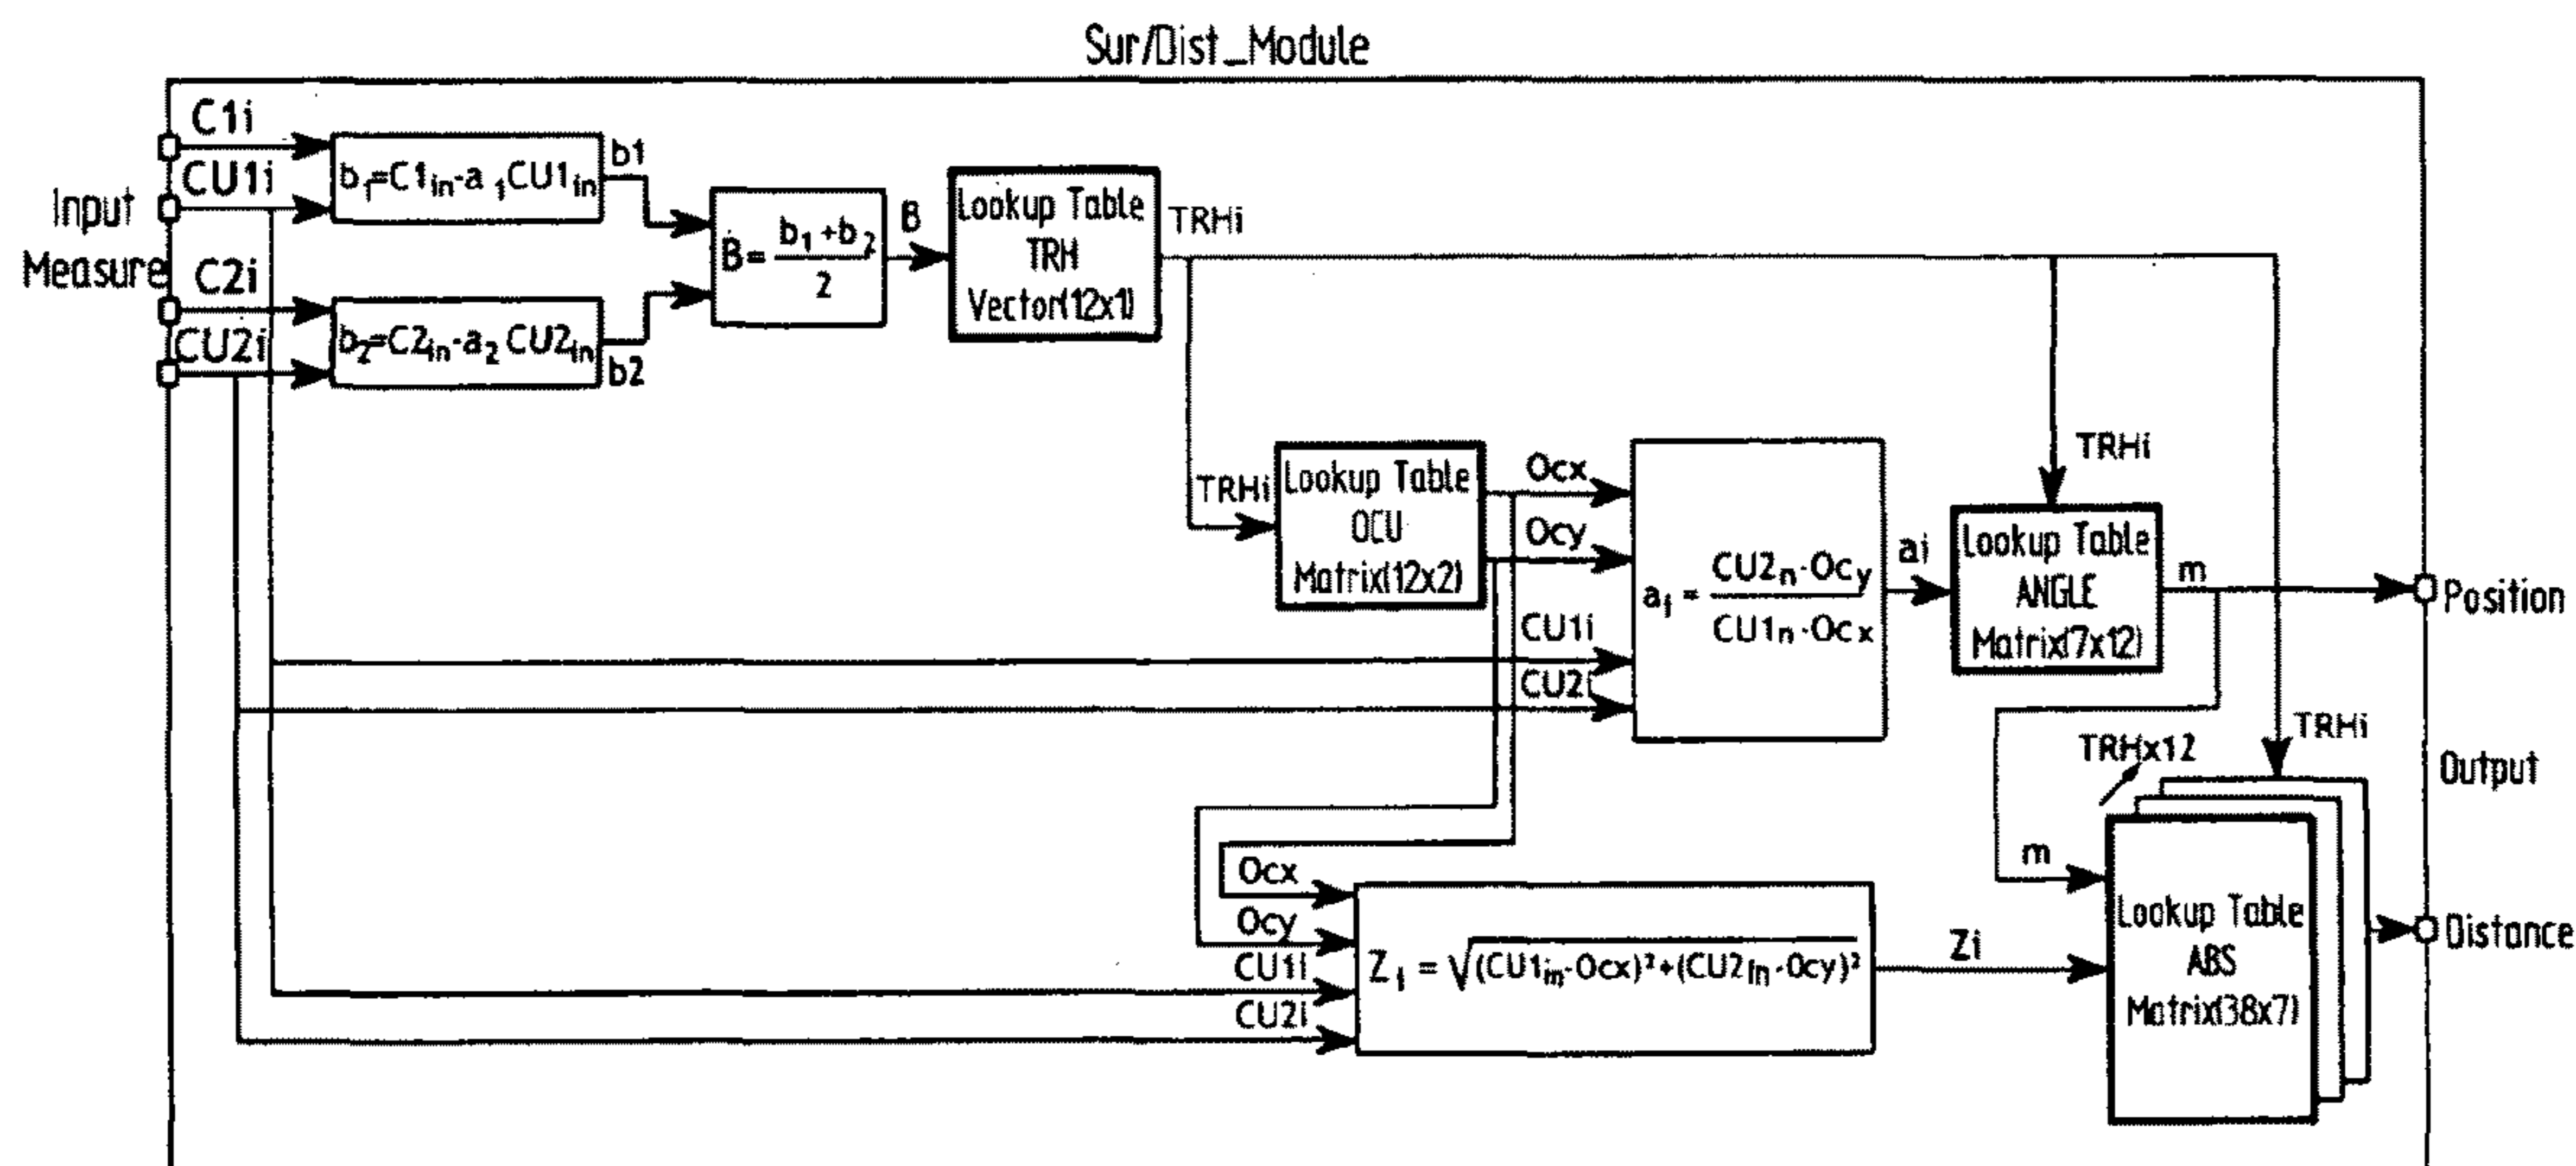 Sur/Dist_Module
Input
Measure
C1i
CU1i
C2i
CU2i
b₁=C1ᵢₙ-a₁CU1ᵢₙ
b1
b₂=C2ᵢₙ-a₂ CU2ᵢₙ
b2
B= b₁+b₂
2
B
Lookup Table
TRH
Vector(12x1)
TRHi
TRHi
Lookup Table
OCU
Matrix(12x2)
Ocx
Ocy
CU1i
CU2i
aᵢ = CU2ₙ-Ocy
CU1ₙ-Ocₓ
ai
TRHi
Lookup Table
ANGLE
Matrix(7x12)
m
Position
Output
TRHi
TRHx12
m
Lookup Table
ABS
Matrix(38x7)
Distance
Ocx
Ocy
CU1i
CU2i
Zᵢ = √(CU1ᵢₙ-Ocx)²+(CU2ᵢₙ-Ocy)²
Zi